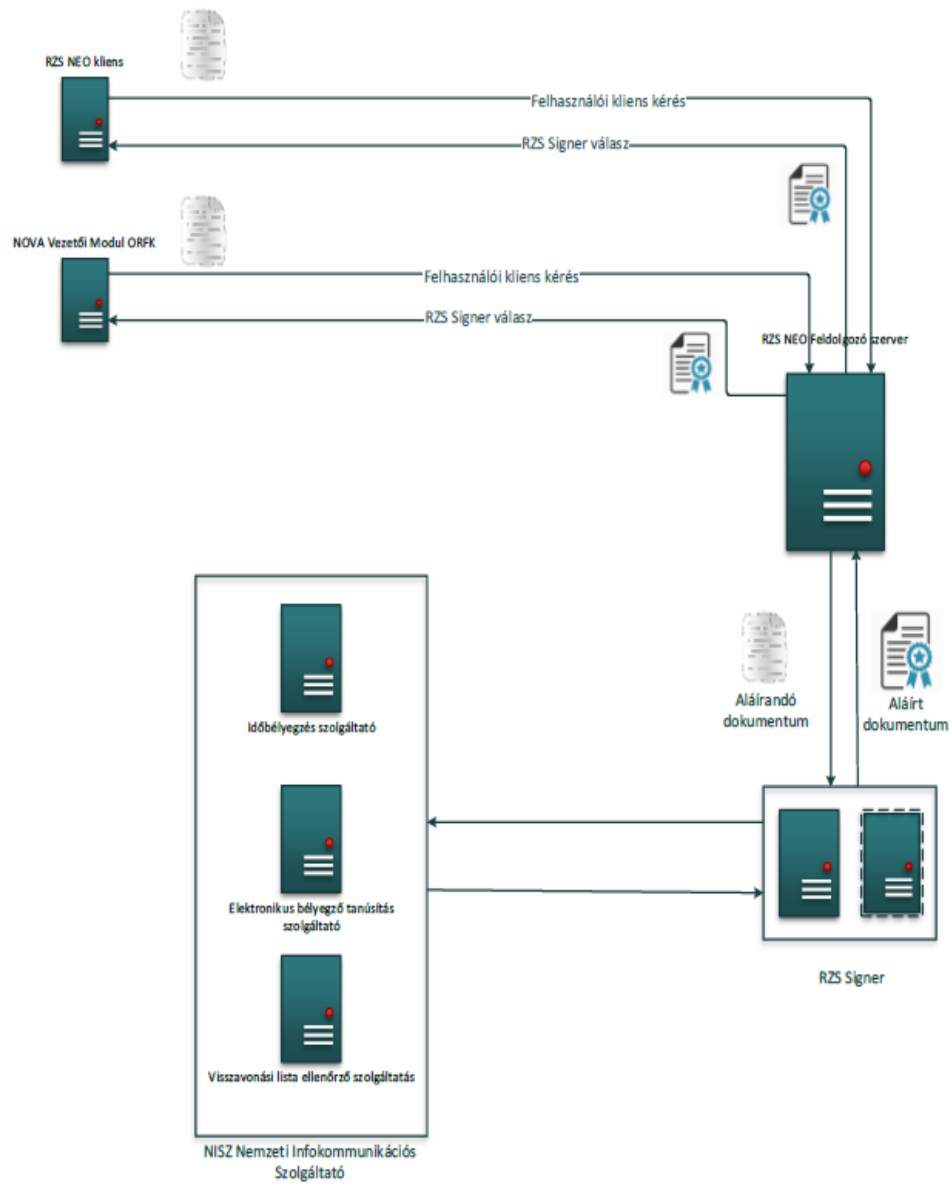 RZS NEO kliens
Felhasználói kliens kérés
RZS Signer válasz
NOVA Vezetői Modul ORFK
Felhasználói kliens kérés
RZS Signer válasz
RZS NEO Feldolgozó szerver
Aláírandó
dokumentum
Aláírt
dokumentum
Időbélyegzés szolgáltató
Elektronikus bélyegző tanúsítás
szolgáltató
RZS Signer
Visszavonási lista ellenőrző szolgáltatás
NISZ Nemzeti Infokommunikációs
Szolgáltató